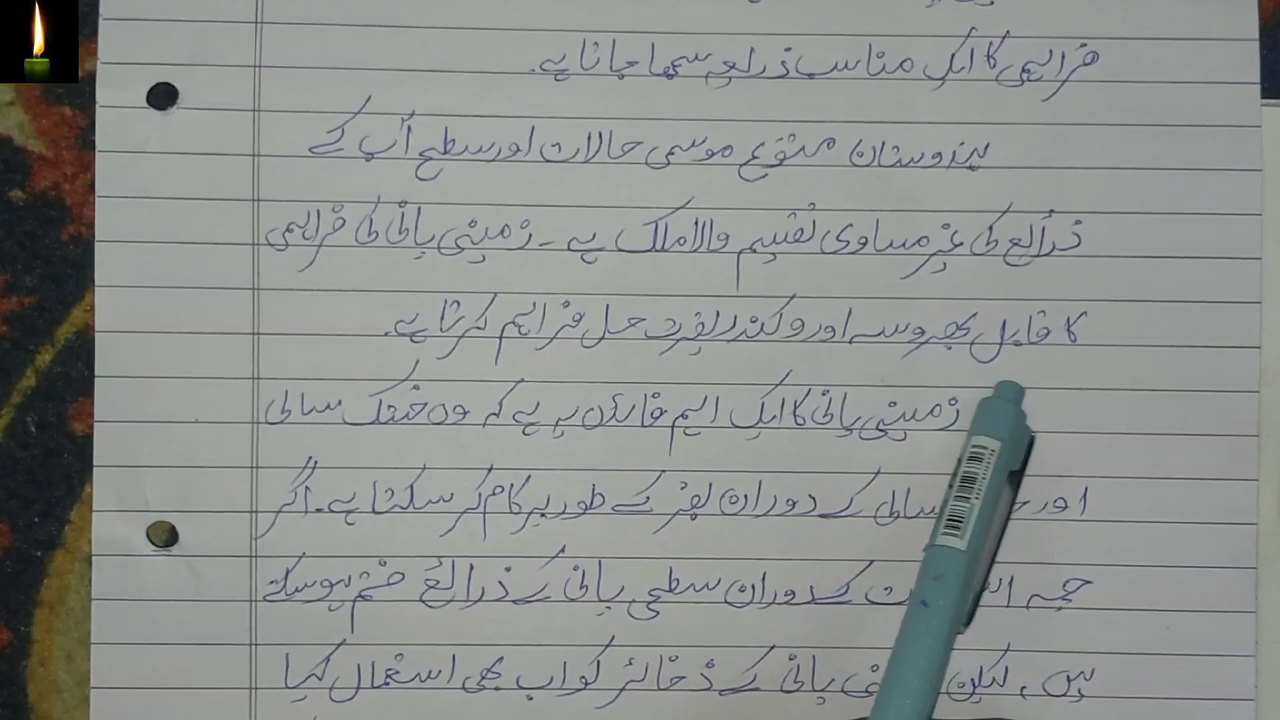 فراہمی کا ایک مناسب ذریعہ سمجھا جاتا ہے۔
ہندوستان متنوع موسمی حالات اور سطح آب کے
ذرائع کی غیر مساوی تقسیم والا ملک ہے ۔ زمینی پانی کی فراہمی
کا قابل بھروسہ اور وکندریفرت حل فراہم کرتا ہے۔
زمینی پانی کا ایک اہم فائدہ یہ ہے کہ وہ خشک سالی
اور سالی کے دوران بفر کے طور پر کام کر سکتا ہے۔ اگر
چہ کے دوران سطحی پانی کے ذرائع ختم ہو سکتے
ہیں ، لیکن پانی کے ذخائر کو اب بھی استعمال کیا